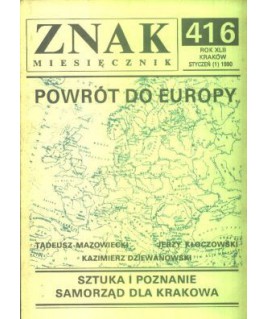 ZNAK
MIESIĘCZNIK
416
ROK XLII
KRAKÓW
STYCZEŃ (1) 1990
POWRÓT DO EUROPY
TADEUSZ MAZOWIECKI · JERZY KŁOCZOWSKI
· KAZIMIERZ DZIEWANOWSKI
SZTUKA I POZNANIE
SAMORZĄD DLA KRAKOWA